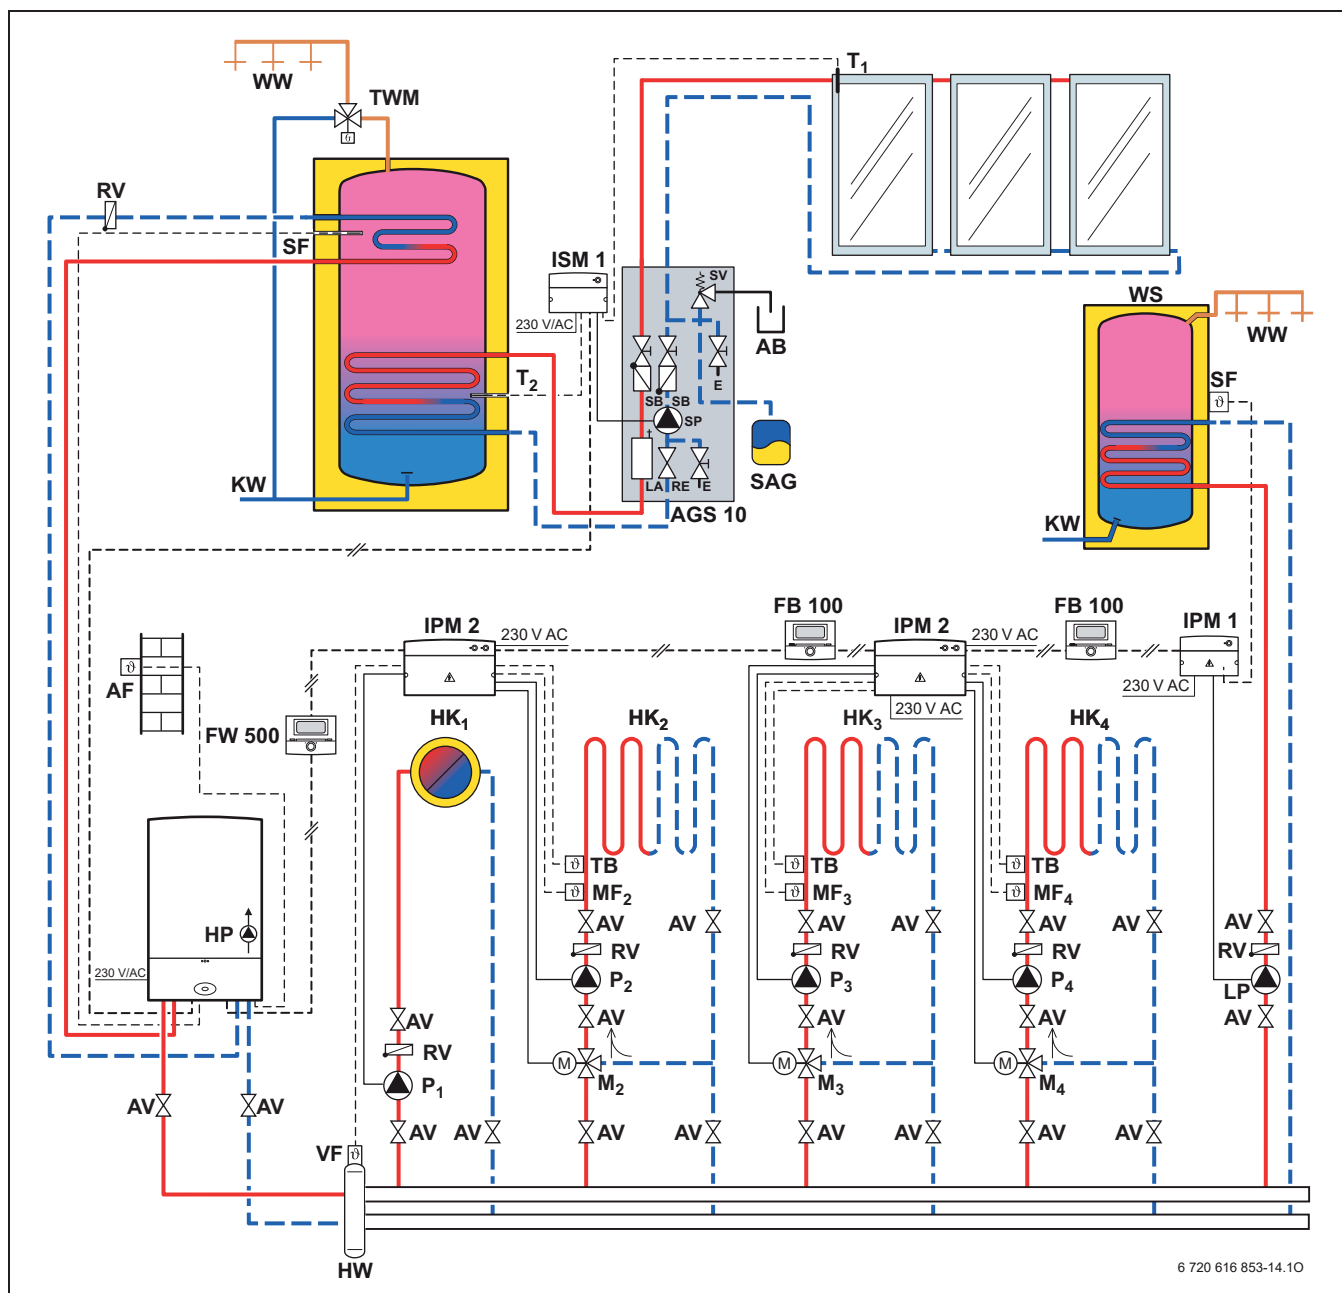 WW
TWM
G
RV
SF
T1
ISM 1
230 V/AC
SV
AB
E
T2
SB SB
SP
SAG
LA RE E
AGS 10
KW
WS
WW
SF
ϑ
KW
FB 100
FB 100
IPM 2
230 V AC
IPM 2
230 V AC
IPM 1
230 V AC
230 V AC
ϑ
AF
FW 500
HK1
HK2
HK3
HK4
ϑ TB
ϑ TB
ϑ TB
ϑ MF2
ϑ MF3
ϑ MF4
AV
AV
AV
AV
AV
AV
AV
HP
RV
RV
RV
RV
230 V/AC
P2
P3
P4
LP
AV
AV
AV
AV
AV
RV
M M2
M M3
M M4
P1
AV
AV
AV
AV
AV
AV
AV
AV
AV
AV
VF
ϑ
HW
6 720 616 853-14.1O